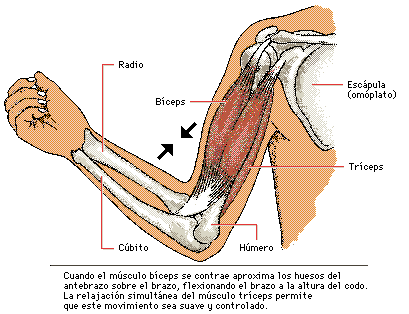 Radio
Bíceps
Escápula
(omóplato)
Tríceps
Cúbito
Húmero
Cuando el músculo bíceps se contrae aproxima los huesos del
antebrazo sobre el brazo, flexionando el brazo a la altura del codo.
La relajación simultánea del músculo tríceps permite
que este movimiento sea suave y controlado.